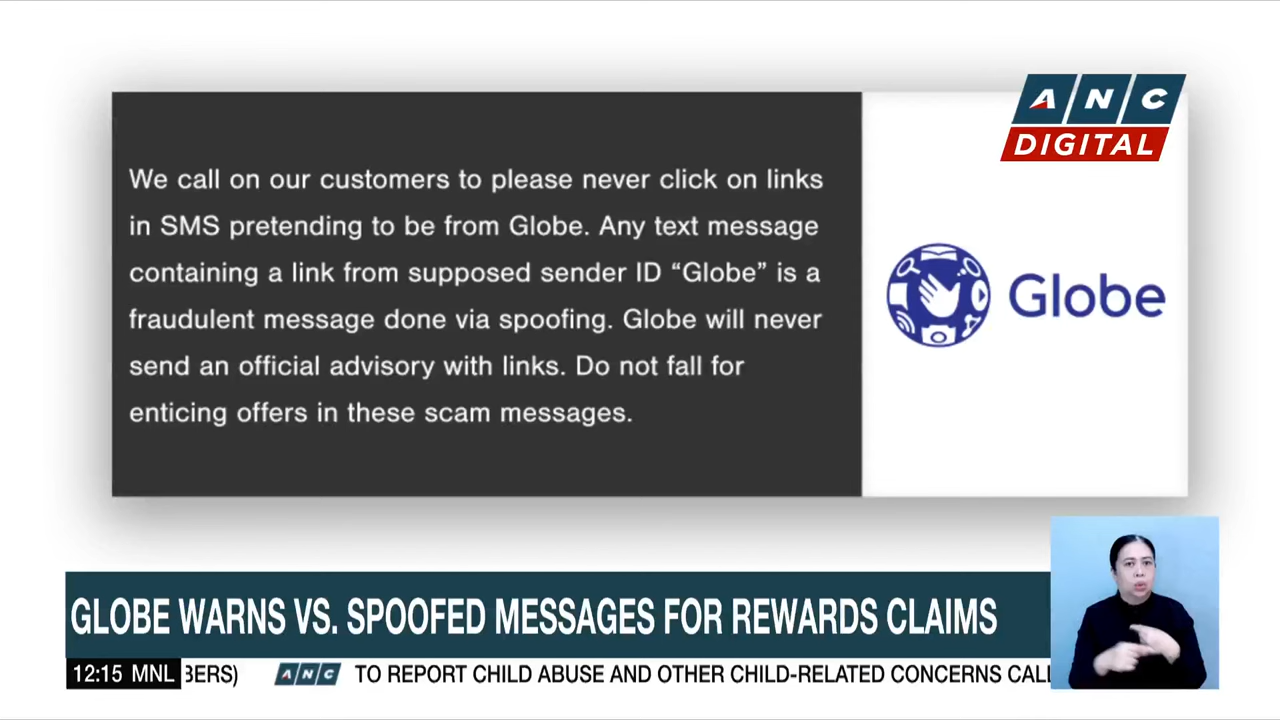 ANC
DIGITAL
We call on our customers to please never click on links
in SMS pretending to be from Globe. Any text message
containing a link from supposed sender ID “Globe” is a
fraudulent message done via spoofing. Globe will never
send an official advisory with links. Do not fall for
enticing offers in these scam messages.
Globe
GLOBE WARNS VS. SPOOFED MESSAGES FOR REWARDS CLAIMS
12:15 MNL BERS) ANC TO REPORT CHILD ABUSE AND OTHER CHILD-RELATED CONCERNS CALL